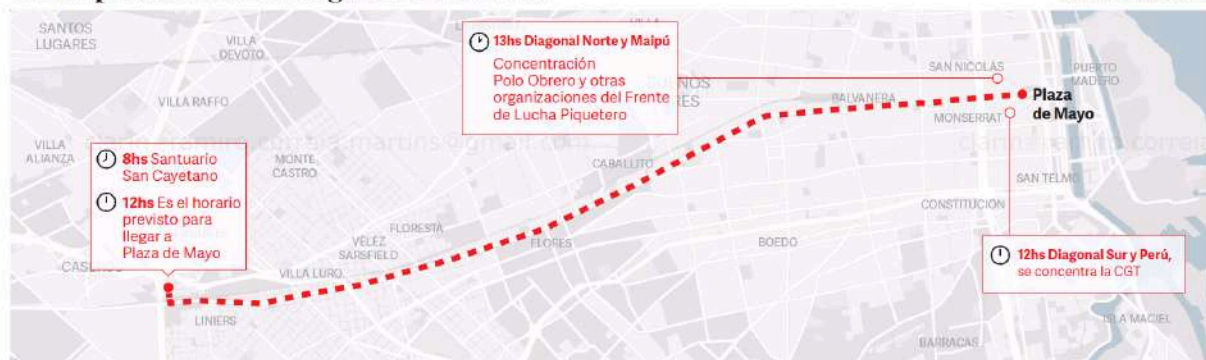 SANTOS
LUGARES
VILLA
DEVOTO
VILLA RAFFO
VILLA
ALIANZA
MONTE
CASTRO
8hs Santuario
San Cayetano
12hs Es el horario
previsto para
llegar a
Plaza de Mayo
13hs Diagonal Norte y Maipú
Concentración
Polo Obrero y otras
organizaciones del Frente
de Lucha Piquetero
SAN NICOLÁS
PUERTO
MADERO
BALVANERA
Plaza
de Mayo
MONSERRAT
CABALLITO
SAN TELMO
CONSTITUCIÓN
FLORESTA
VÉLEZ
SARSFIELD
FLORES
BOEDO
VILLA LURO
LINIERS
12hs Diagonal Sur y Perú,
se concentra la CGT
ISLA MACIEL
BARRACAS